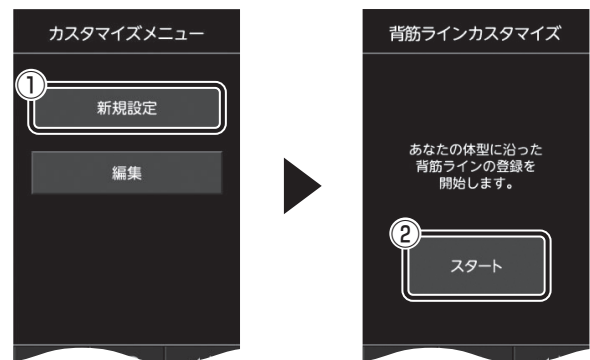 カスタマイズメニュー
①
新規設定
編集
背筋ラインカスタマイズ
あなたの体型に沿った
背筋ラインの登録を
開始します。
②
スタート